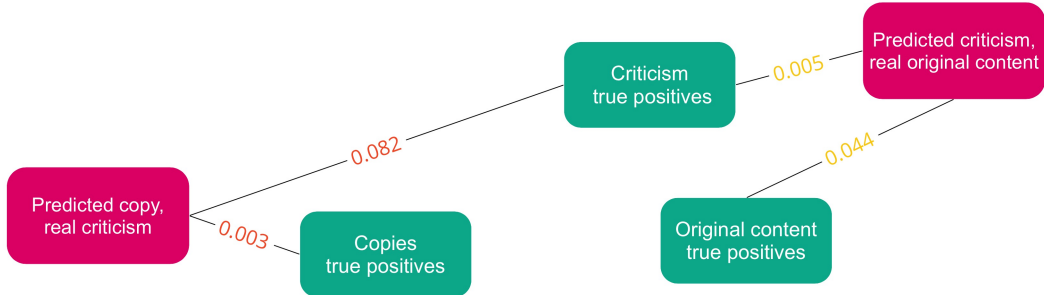 Predicted criticism,
real original content
Criticism
true positives
0.005
0.082
0.044
Predicted copy,
real criticism
0.003
Copies
true positives
Original content
true positives